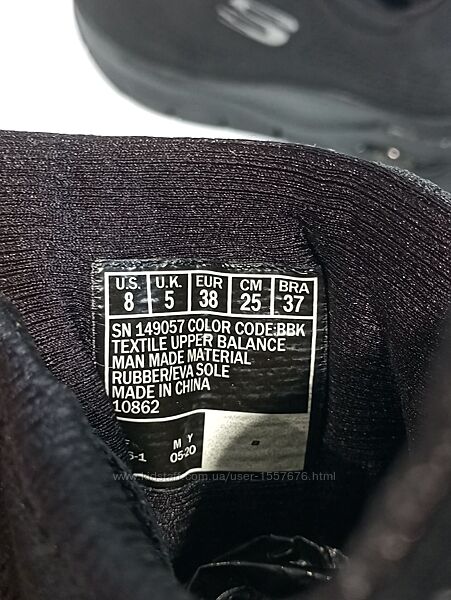 U.S. U.K. EUR CM BRA
8 5 38 25 37
SN 149057 COLOR CODE:BBK
TEXTILE UPPER BALANCE
MAN MADE MATERIAL
RUBBER/EVA SOLE
MADE IN CHINA
10862
M Y
-1 05-20
www.kidstaff.com.ua/user-1557676.html